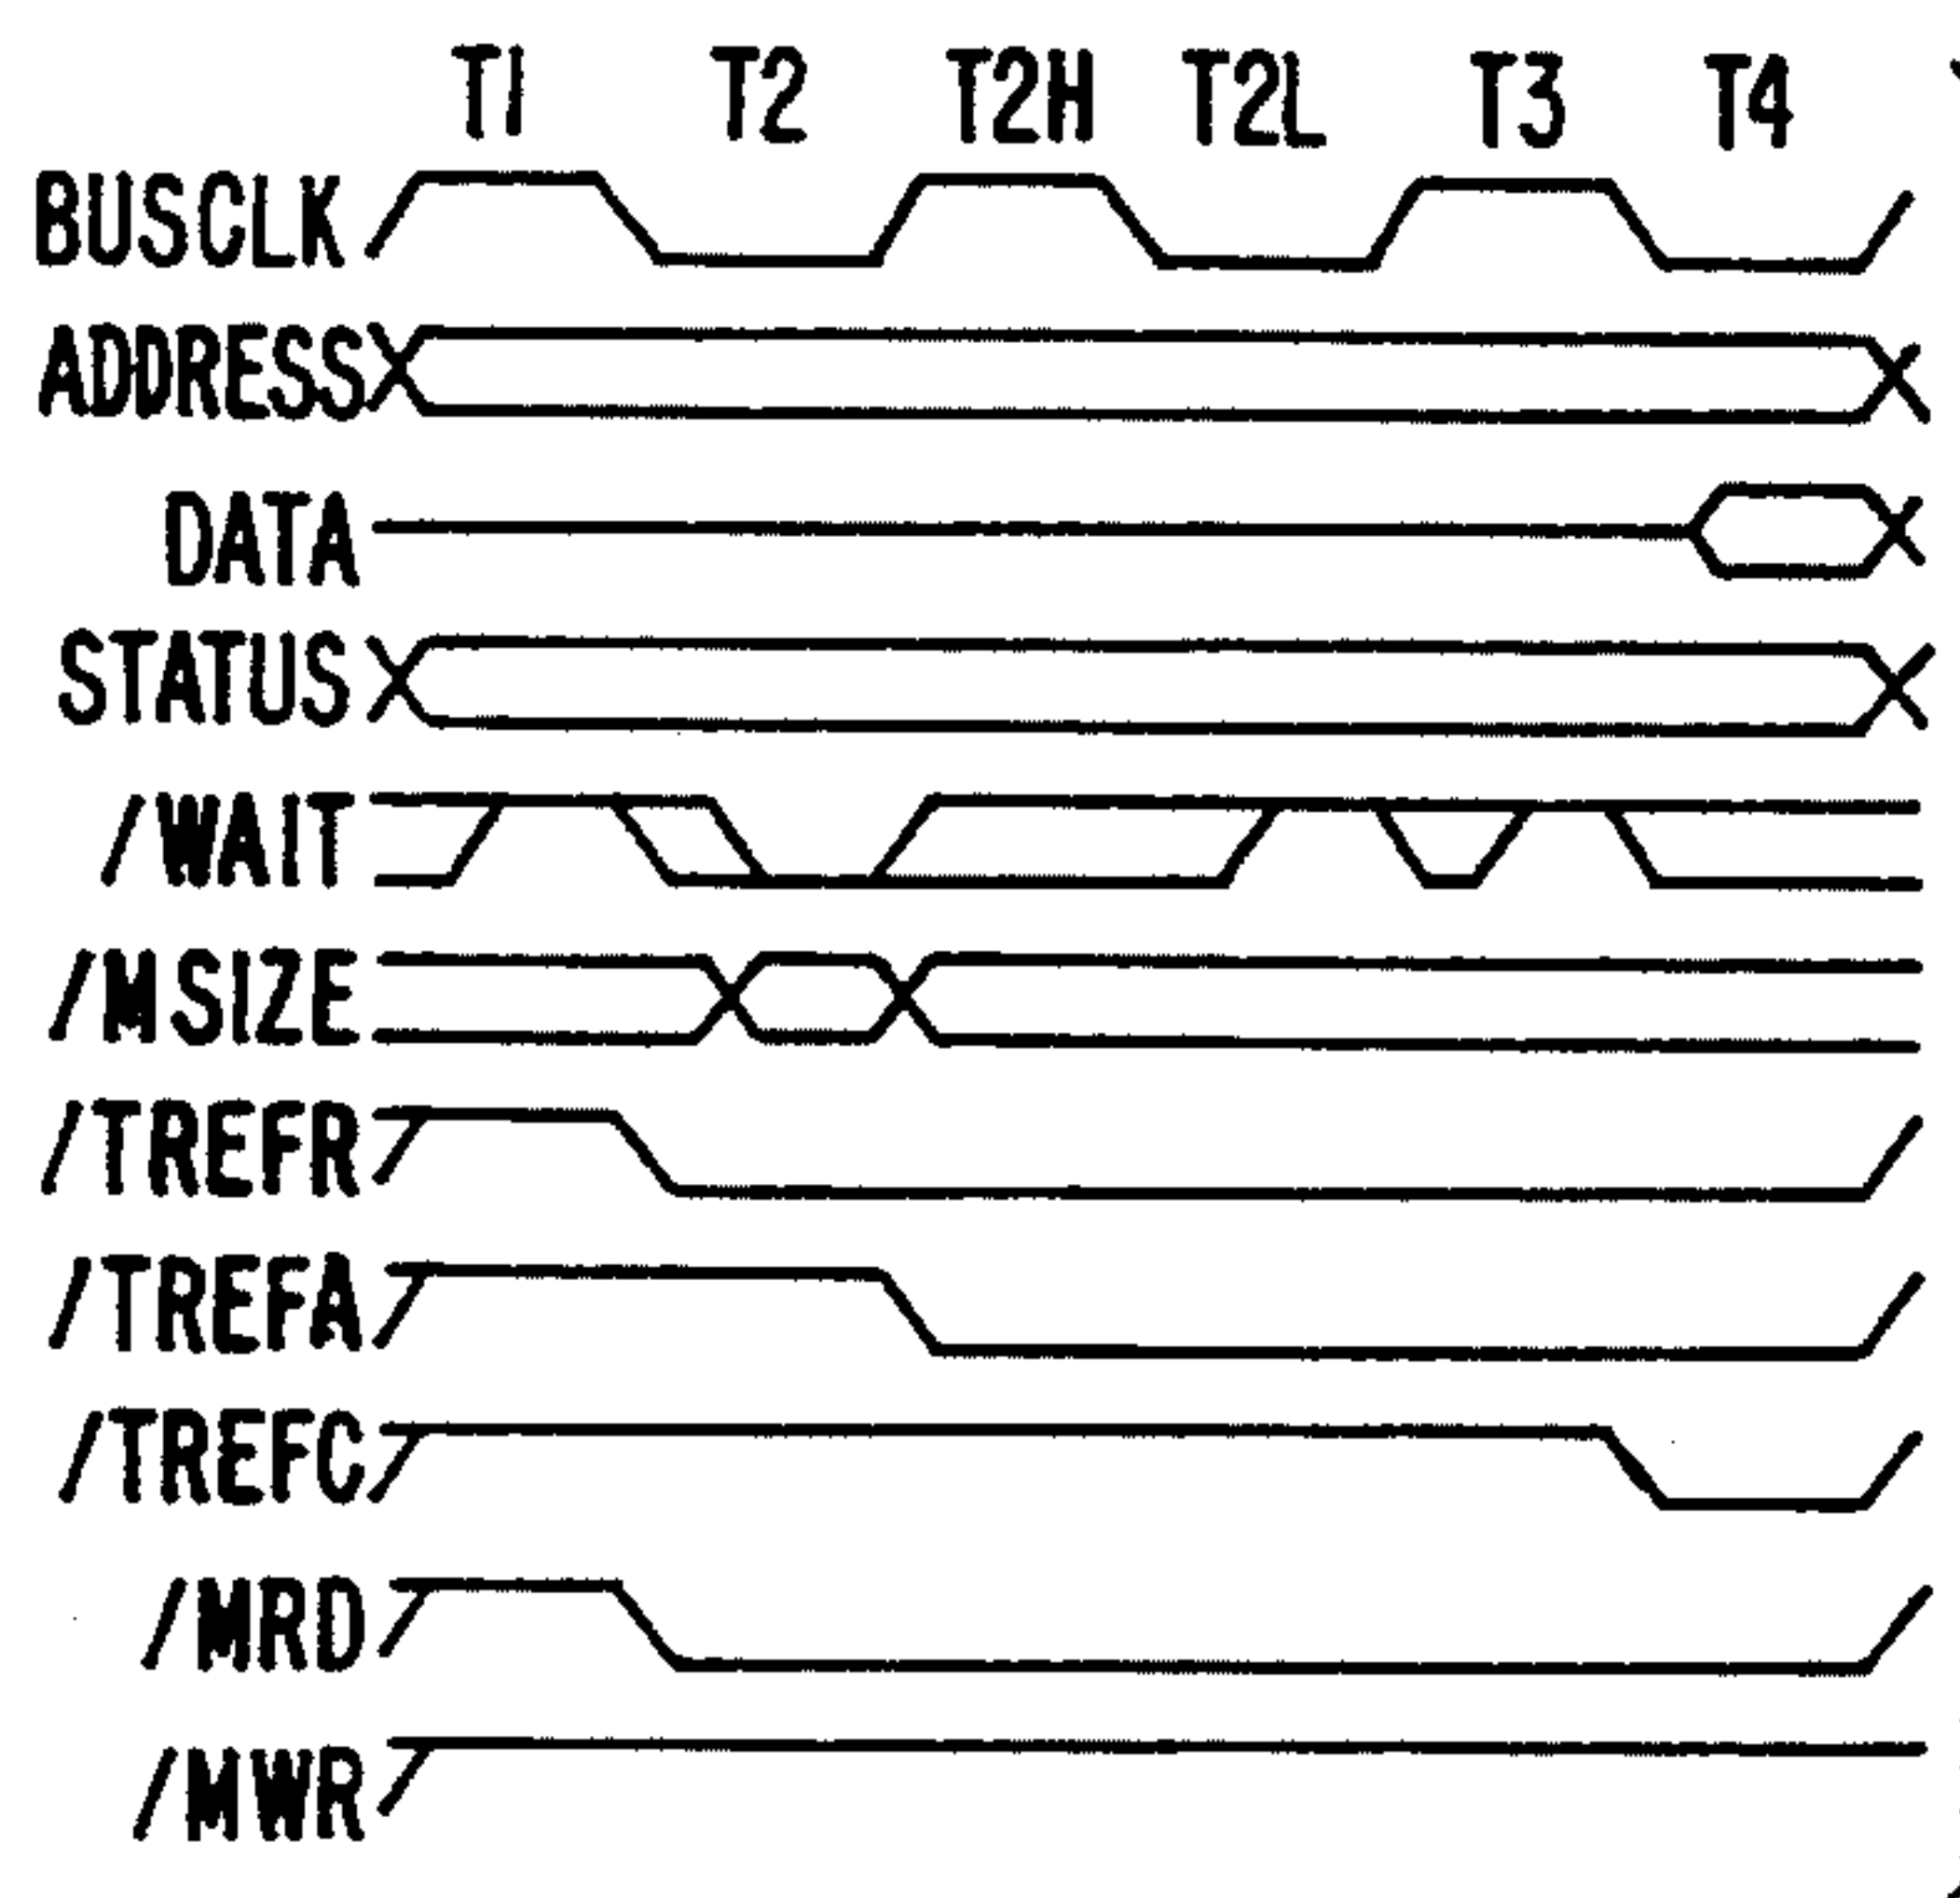 T1 T2 T2H T2L T3 T4
BUSCLK
ADDRESS
DATA
STATUS
/WAIT
/MSIZE
/TREFR
/TREFA
/TREFC
/MRD
/MWR